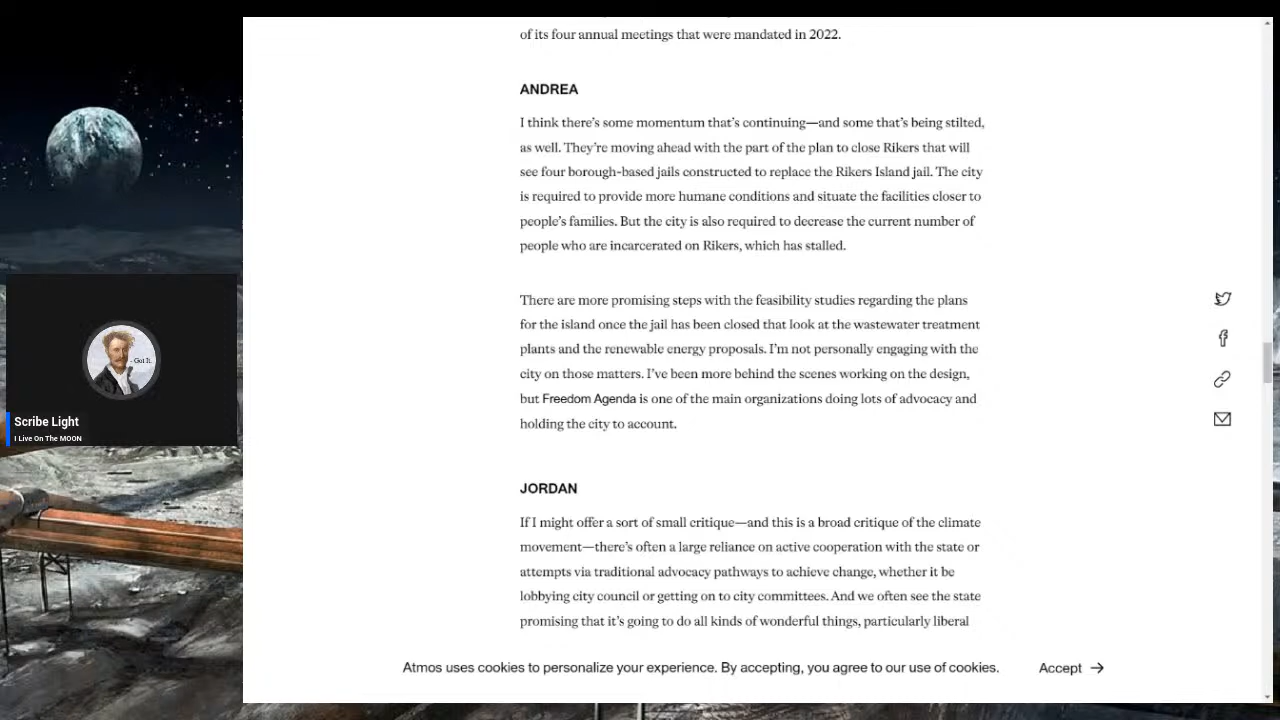 of its four annual meetings that were mandated in 2022.
ANDREA
I think there's some momentum that's continuing—and some that's being stilted,
as well. They're moving ahead with the part of the plan to close Rikers that will
see four borough-based jails constructed to replace the Rikers Island jail. The city
is required to provide more humane conditions and situate the facilities closer to
people's families. But the city is also required to decrease the current number of
people who are incarcerated on Rikers, which has stalled.
There are more promising steps with the feasibility studies regarding the plans
for the island once the jail has been closed that look at the wastewater treatment
plants and the renewable energy proposals. I'm not personally engaging with the
city on those matters. I've been more behind the scenes working on the design,
but Freedom Agenda is one of the main organizations doing lots of advocacy and
holding the city to account.
- Got It.
Scribe Light
I Live On The MOON
JORDAN
If I might offer a sort of small critique—and this is a broad critique of the climate
movement—there's often a large reliance on active cooperation with the state or
attempts via traditional advocacy pathways to achieve change, whether it be
lobbying city council or getting on to city committees. And we often see the state
promising that it's going to do all kinds of wonderful things, particularly liberal
Atmos uses cookies to personalize your experience. By accepting, you agree to our use of cookies.
Accept →